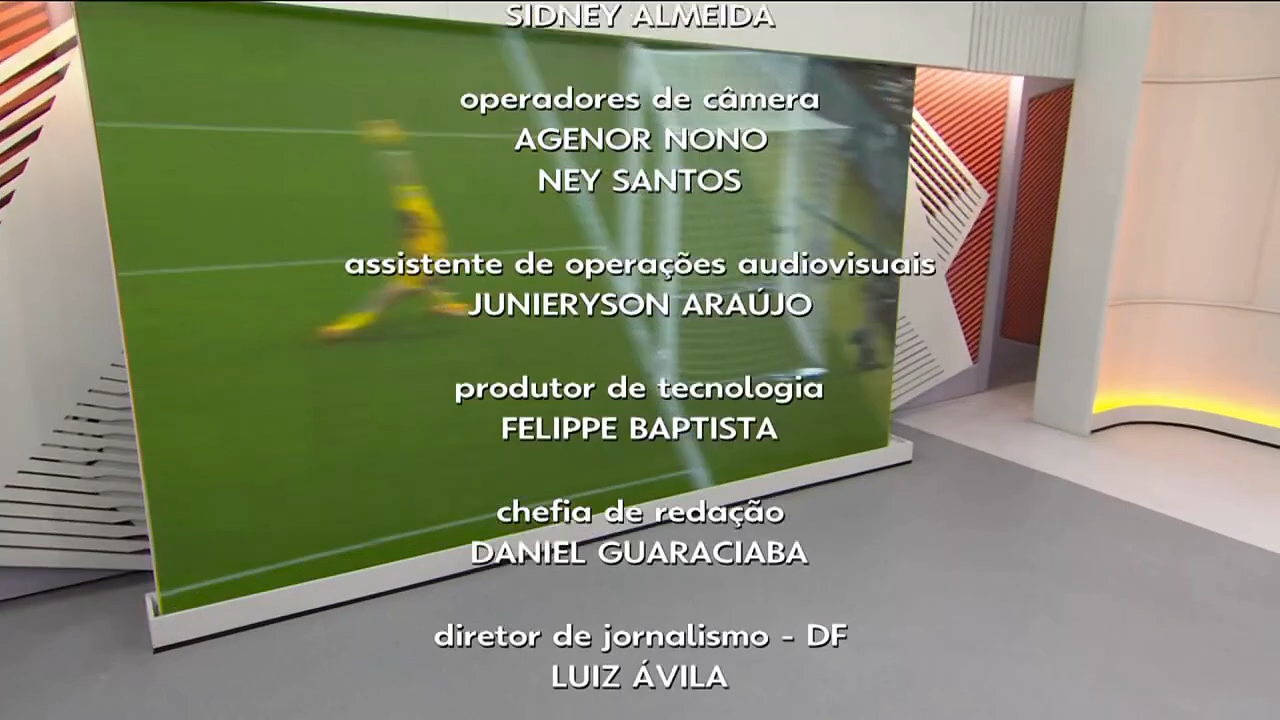 SIDNEY ALMEIDA
operadores de câmera
AGENOR NONO
NEY SANTOS
assistente de operações audiovisuais
JUNIERYSON ARAÚJO
produtor de tecnologia
FELIPPE BAPTISTA
chefia de redação
DANIEL GUARACIABA
diretor de jornalismo - DF
LUIZ ÁVILA